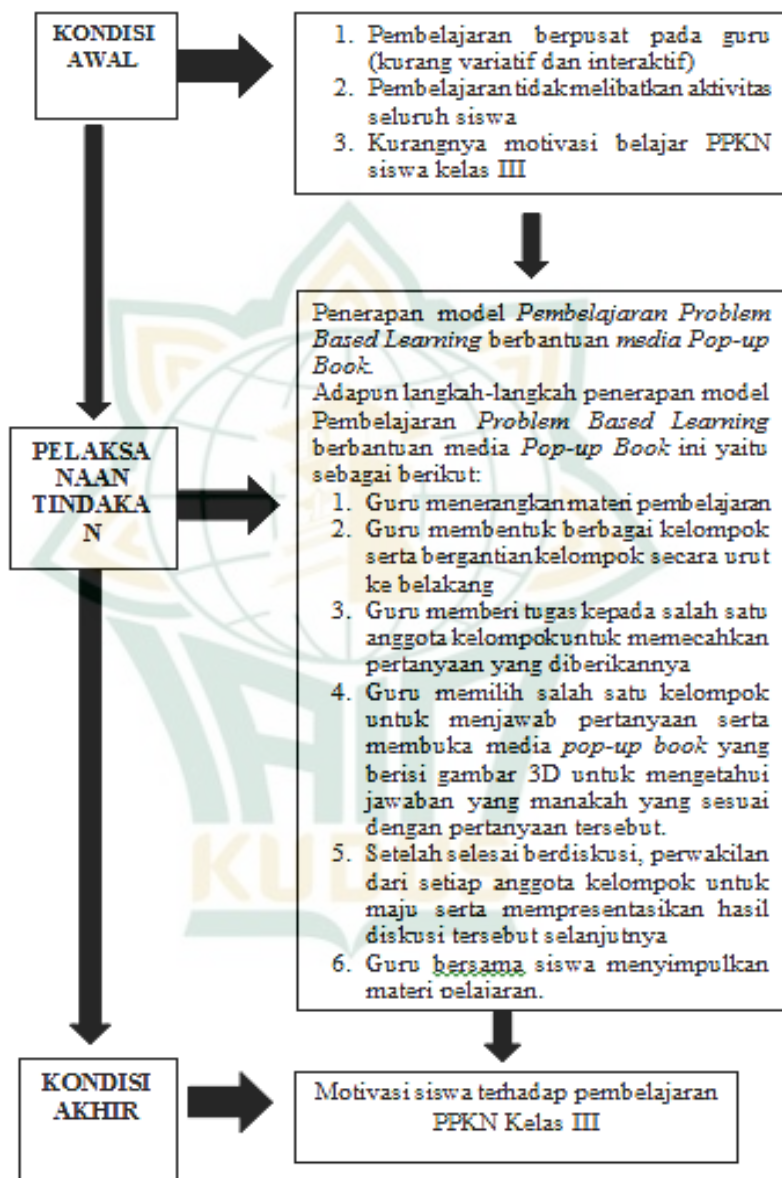 KONDISI
AWAL
1. Pembelajaran berpusat pada guru
(kurang variatif dan interaktif)
2. Pembelajaran tidak melibatkan aktivitas
seluruh siswa
3. Kurangnya motivasi belajar PPKN
siswa kelas III
PELAKSA
NAAN
TINDAKA
N
Penerapan model Pembelajaran Problem
Based Learning berbantuan media Pop-up
Book.
Adapun langkah-langkah penerapan model
Pembelajaran Problem Based Learning
berbantuan media Pop-up Book ini yaitu
sebagai berikut:
1. Guru menerangkan materi pembelajaran
2. Guru membentuk berbagai kelompok
serta bergantian kelompok secara urut
ke belakang
3. Guru memberi tugas kepada salah satu
anggota kelompok untuk memecahkan
pertanyaan yang diberikannya
4. Guru memilih salah satu kelompok
untuk menjawab pertanyaan serta
membuka media pop-up book yang
berisi gambar 3D untuk mengetahui
jawaban yang manakah yang sesuai
dengan pertanyaan tersebut.
5. Setelah selesai berdiskusi, perwakilan
dari setiap anggota kelompok untuk
maju serta mempresentasikan hasil
diskusi tersebut selanjutnya
6. Guru bersama siswa menyimpulkan
materi pelajaran.
KONDISI
AKHIR
Motivasi siswa terhadap pembelajaran
PPKN Kelas III
KUDUS